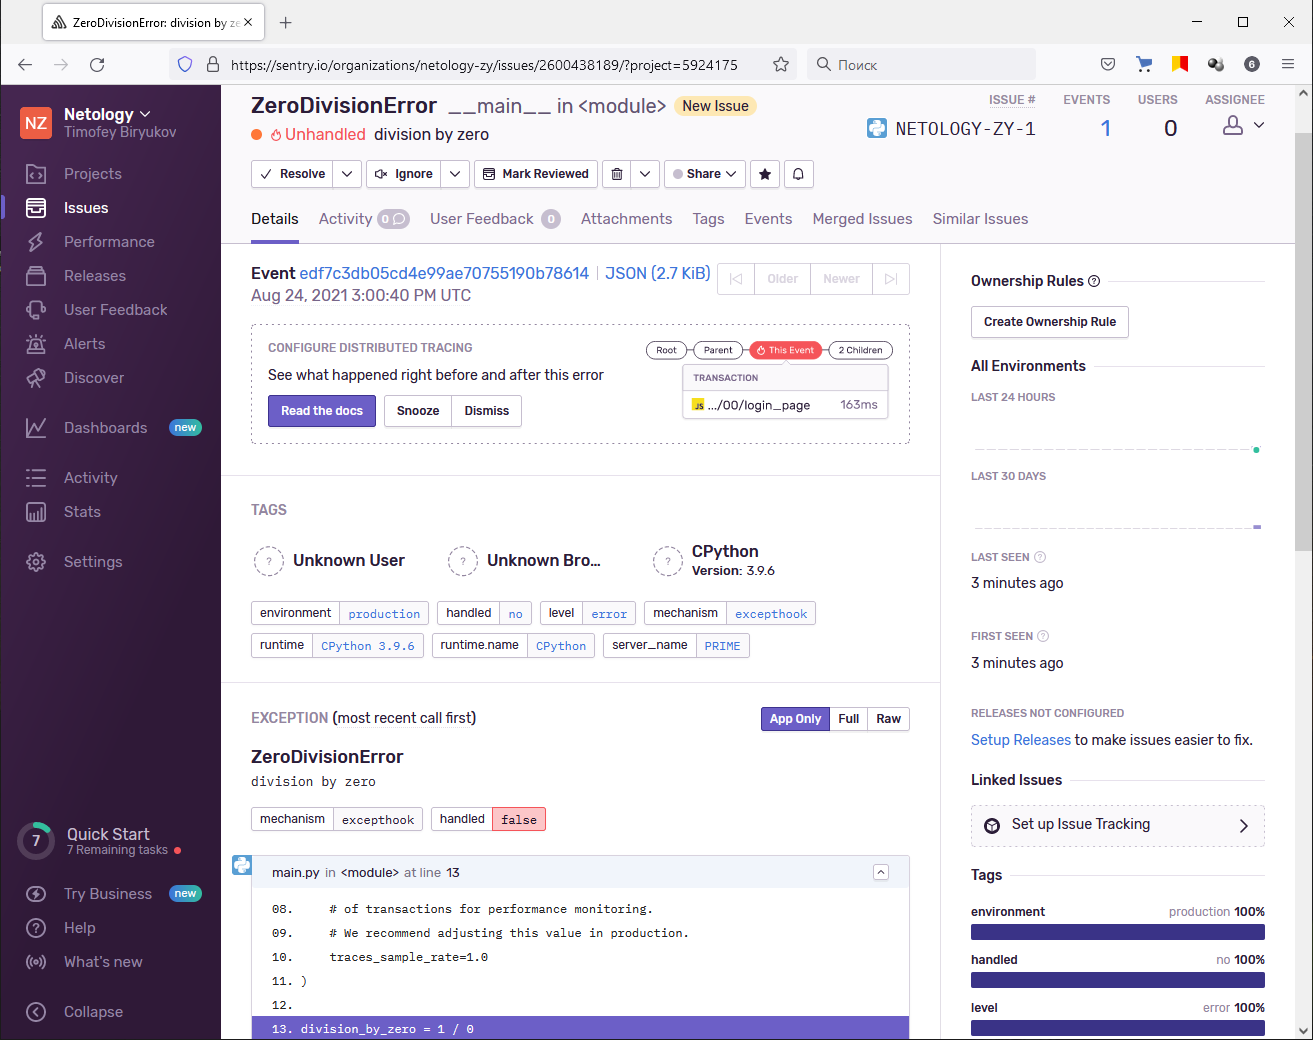 ZeroDivisionError: division by ze
https://sentry.io/organizations/netology-zy/issues/2600438189/?project=5924175
Поиск
6
NZ
Netology
Timofey Biryukov
Projects
Issues
Performance
Releases
User Feedback
Alerts
Discover
Dashboards new
Activity
Stats
Settings
7
Quick Start
7 Remaining tasks
Try Business new
Help
What's new
Collapse
ZeroDivisionError __main__ in <module> New Issue
Unhandled division by zero
ISSUE # EVENTS USERS ASSIGNEE
NETOLOGY-ZY-1 1 0
Resolve Ignore Mark Reviewed Share
Details Activity 0 User Feedback 0 Attachments Tags Events Merged Issues Similar Issues
Event edf7c3db05cd4e99ae70755190b78614 JSON (2.7 KiB) Older Newer
Aug 24, 2021 3:00:40 PM UTC
CONFIGURE DISTRIBUTED TRACING
See what happened right before and after this error
Read the docs Snooze Dismiss
Root Parent This Event 2 Children
TRANSACTION
JS .../00/login_page 163ms
TAGS
? Unknown User ? Unknown Bro... ? CPython
Version: 3.9.6
environment production handled no level error mechanism excepthook
runtime CPython 3.9.6 runtime.name CPython server_name PRIME
EXCEPTION (most recent call first) App Only Full Raw
ZeroDivisionError
division by zero
mechanism excepthook handled false
main.py in <module> at line 13
08. # of transactions for performance monitoring.
09. # We recommend adjusting this value in production.
10. traces_sample_rate=1.0
11. )
12.
13. division_by_zero = 1 / 0
Ownership Rules ?
Create Ownership Rule
All Environments
LAST 24 HOURS
LAST 30 DAYS
LAST SEEN ?
3 minutes ago
FIRST SEEN ?
3 minutes ago
RELEASES NOT CONFIGURED
Setup Releases to make issues easier to fix.
Linked Issues
Set up Issue Tracking
Tags
environment production 100%
handled no 100%
level error 100%